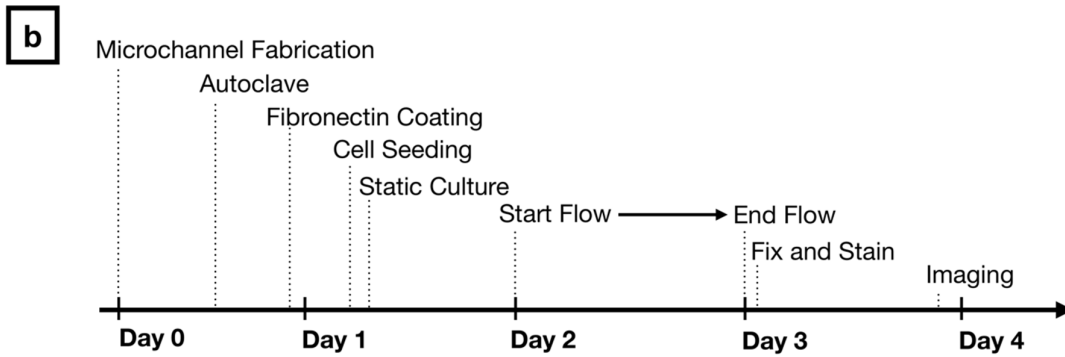 b
Microchannel Fabrication
Autoclave
Fibronectin Coating
Cell Seeding
Static Culture
Start Flow
End Flow
Fix and Stain
Imaging
Day 0
Day 1
Day 2
Day 3
Day 4